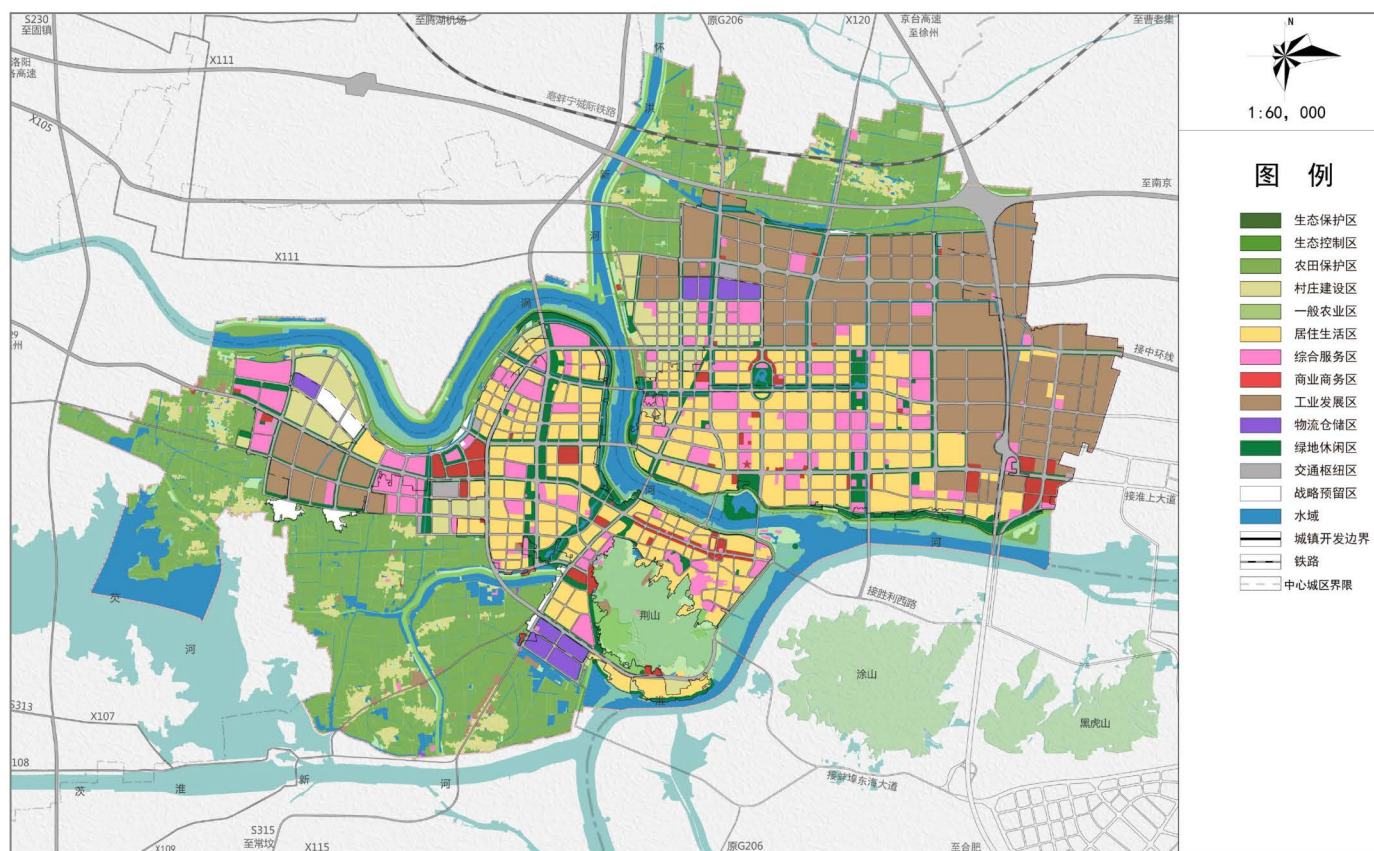 S230
至固镇
至腾湖机场
原G206
X120
京台高速
至徐州
至曹老集
N
怀
洛阳
高速
X111
亳蚌宁城际铁路
洪
1:60, 000
X105
图 例
新
至南京
河
生态保护区
生态控制区
X111
农田保护区
村庄建设区
涡
一般农业区
居住生活区
接中环线
综合服务区
商业商务区
工业发展区
物流仓储区
绿地休闲区
交通枢纽区
河
战略预留区
接淮上大道
水域
城镇开发边界
河
铁路
中心城区界限
接胜利西路
荆山
河
涂山
淮
黑虎山
S313
X107
108
茨
淮
新
河
接蚌埠东海大道
S315
至常坟
X109
X115
原G206
至合肥